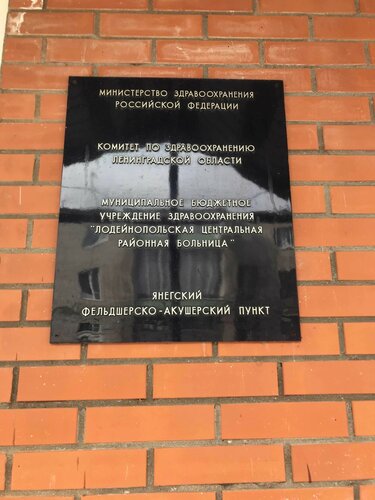 МИНИСТЕРСТВО ЗДРАВООХРАНЕНИЯ
РОССИЙСКОЙ ФЕДЕРАЦИИ
КОМИТЕТ ПО ЗДРАВООХРАНЕНИЮ
ЛЕНИНГРАДСКОЙ ОБЛАСТИ
МУНИЦИПАЛЬНОЕ БЮДЖЕТНОЕ
УЧРЕЖДЕНИЕ ЗДРАВООХРАНЕНИЯ
"ЛОДЕЙНОПОЛЬСКАЯ ЦЕНТРАЛЬНАЯ
РАЙОННАЯ БОЛЬНИЦА"
ЯНЕГСКИЙ
ФЕЛЬДШЕРСКО-АКУШЕРСКИЙ ПУНКТ